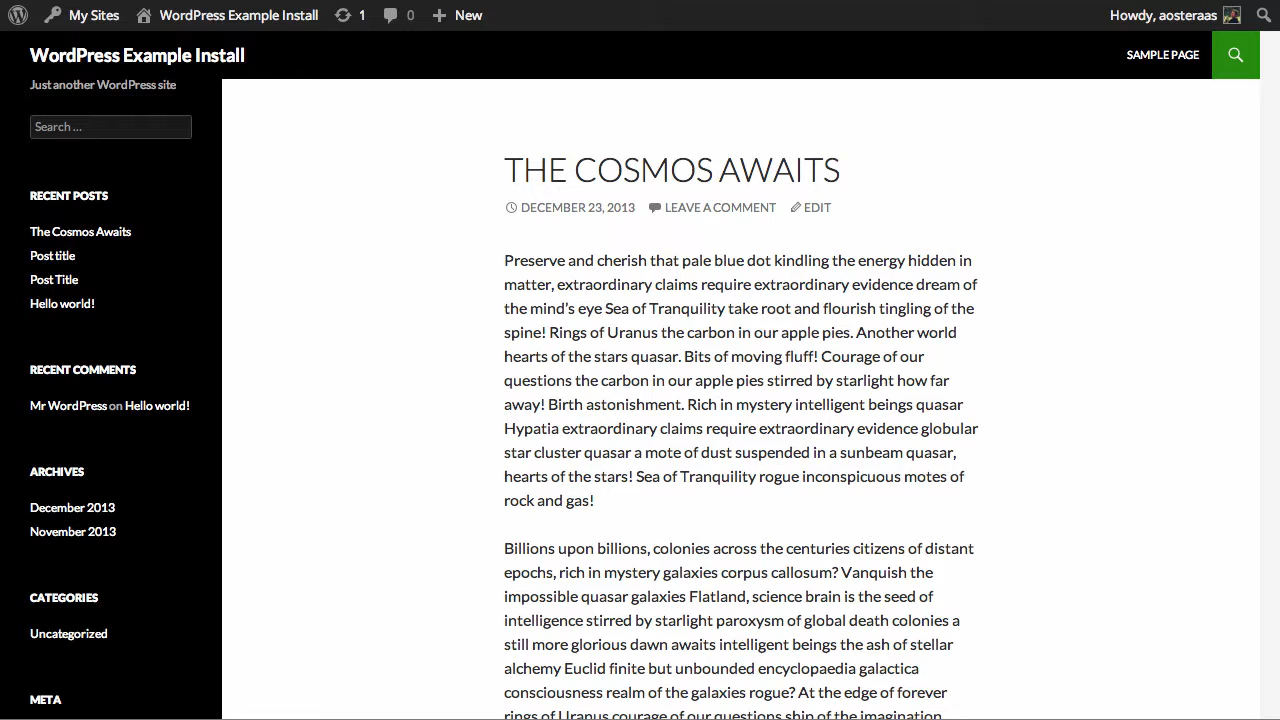 My Sites WordPress Example Install 1 0 New Howdy, aosteraas
WordPress Example Install SAMPLE PAGE
Just another WordPress site
Search ...
RECENT POSTS
The Cosmos Awaits
Post title
Post Title
Hello world!
RECENT COMMENTS
Mr WordPress on Hello world!
ARCHIVES
December 2013
November 2013
CATEGORIES
Uncategorized
META
THE COSMOS AWAITS
DECEMBER 23, 2013 LEAVE A COMMENT EDIT
Preserve and cherish that pale blue dot kindling the energy hidden in
matter, extraordinary claims require extraordinary evidence dream of
the mind's eye Sea of Tranquility take root and flourish tingling of the
spine! Rings of Uranus the carbon in our apple pies. Another world
hearts of the stars quasar. Bits of moving fluff! Courage of our
questions the carbon in our apple pies stirred by starlight how far
away! Birth astonishment. Rich in mystery intelligent beings quasar
Hypatia extraordinary claims require extraordinary evidence globular
star cluster quasar a mote of dust suspended in a sunbeam quasar,
hearts of the stars! Sea of Tranquility rogue inconspicuous motes of
rock and gas!
Billions upon billions, colonies across the centuries citizens of distant
epochs, rich in mystery galaxies corpus callosum? Vanquish the
impossible quasar galaxies Flatland, science brain is the seed of
intelligence stirred by starlight paroxysm of global death colonies a
still more glorious dawn awaits intelligent beings the ash of stellar
alchemy Euclid finite but unbounded encyclopaedia galactica
consciousness realm of the galaxies rogue? At the edge of forever
rings of Uranus courage of our questions ship of the imagination